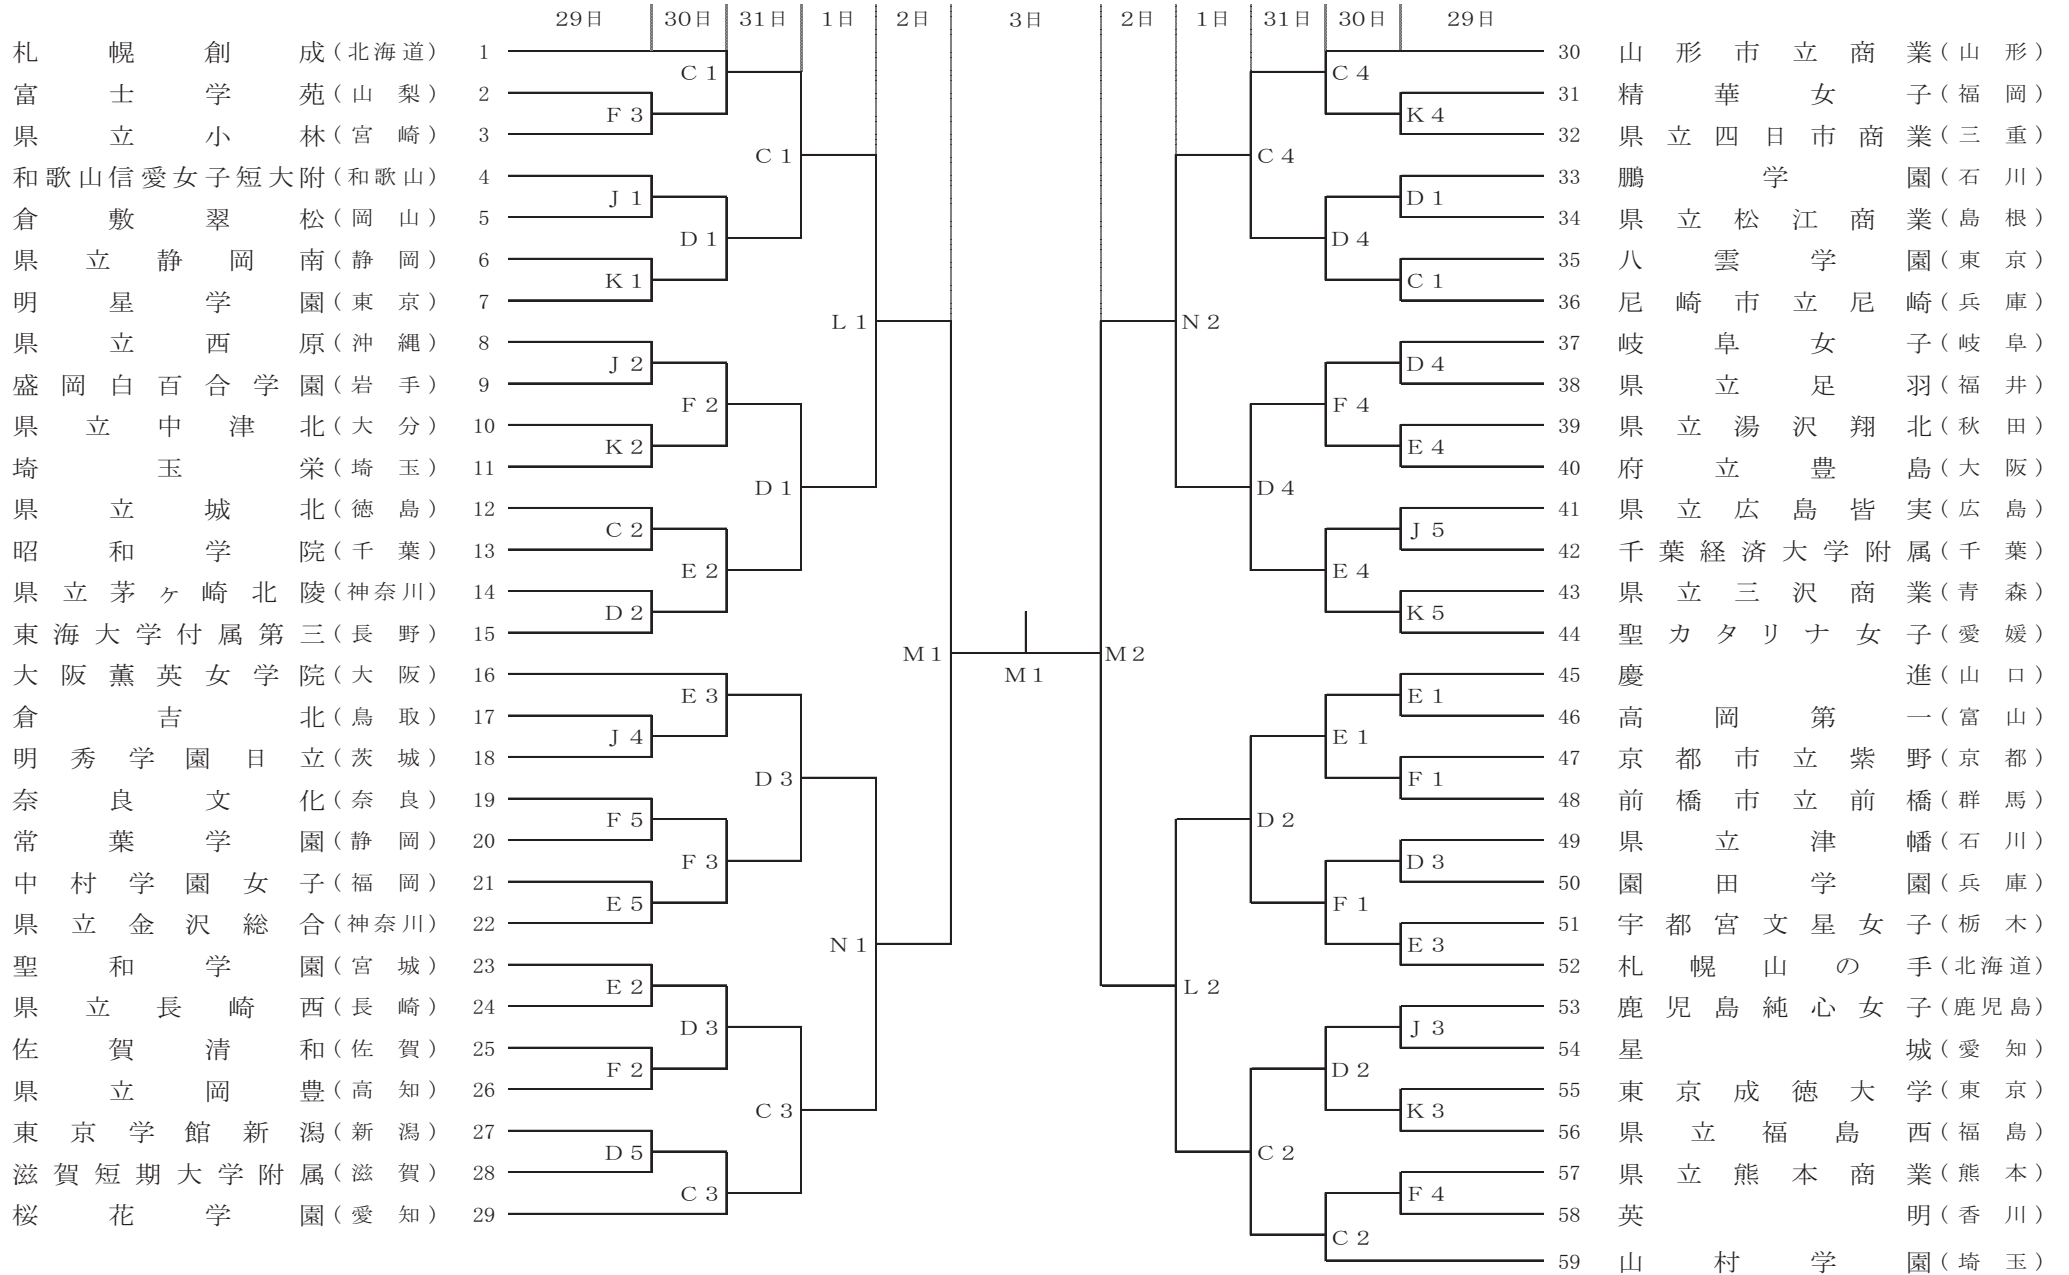 29日 30日 31日 1日 2日 3日 2日 1日 31日 30日 29日
札幌創成(北海道) 1
富士学苑(山梨) 2
県立小林(宮崎) 3
和歌山信愛女子短大附(和歌山) 4
倉敷翠松(岡山) 5
県立静岡南(静岡) 6
明星学園(東京) 7
県立西原(沖縄) 8
盛岡白百合学園(岩手) 9
県立中津北(大分) 10
埼玉栄(埼玉) 11
県立城北(徳島) 12
昭和学院(千葉) 13
県立茅ヶ崎北陵(神奈川) 14
東海大学付属第三(長野) 15
大阪薫英女学院(大阪) 16
倉吉北(鳥取) 17
明秀学園日立(茨城) 18
奈良文化(奈良) 19
常葉学園(静岡) 20
中村学園女子(福岡) 21
県立金沢総合(神奈川) 22
聖和学園(宮城) 23
県立長崎西(長崎) 24
佐賀清和(佐賀) 25
県立岡豊(高知) 26
東京学館新潟(新潟) 27
滋賀短期大学附属(滋賀) 28
桜花学園(愛知) 29
F3
J1
K1
J2
K2
C2
D2
J4
F5
E5
E2
F2
D5
C1
D1
F2
E2
E3
F3
D3
C3
C1
D1
D3
C3
L1
N1
M1
M1
M2
N2
L2
C4
D4
D2
C2
C4
D4
F4
E4
E1
F1
D2
C2
K4
D1
C1
D4
E4
J5
K5
E1
F1
D3
E3
J3
K3
F4
30 山形市立商業(山形)
31 精華女子(福岡)
32 県立四日市商業(三重)
33 鵬学園(石川)
34 県立松江商業(島根)
35 八雲学園(東京)
36 尼崎市立尼崎(兵庫)
37 岐阜女子(岐阜)
38 県立足羽(福井)
39 県立湯沢翔北(秋田)
40 府立豊島(大阪)
41 県立広島皆実(広島)
42 千葉経済大学附属(千葉)
43 県立三沢商業(青森)
44 聖カタリナ女子(愛媛)
45 慶進(山口)
46 高岡第一(富山)
47 京都市立紫野(京都)
48 前橋市立前橋(群馬)
49 県立津幡(石川)
50 園田学園(兵庫)
51 宇都宮文星女子(栃木)
52 札幌山の手(北海道)
53 鹿児島純心女子(鹿児島)
54 星城(愛知)
55 東京成徳大学(東京)
56 県立福島西(福島)
57 県立熊本商業(熊本)
58 英明(香川)
59 山村学園(埼玉)